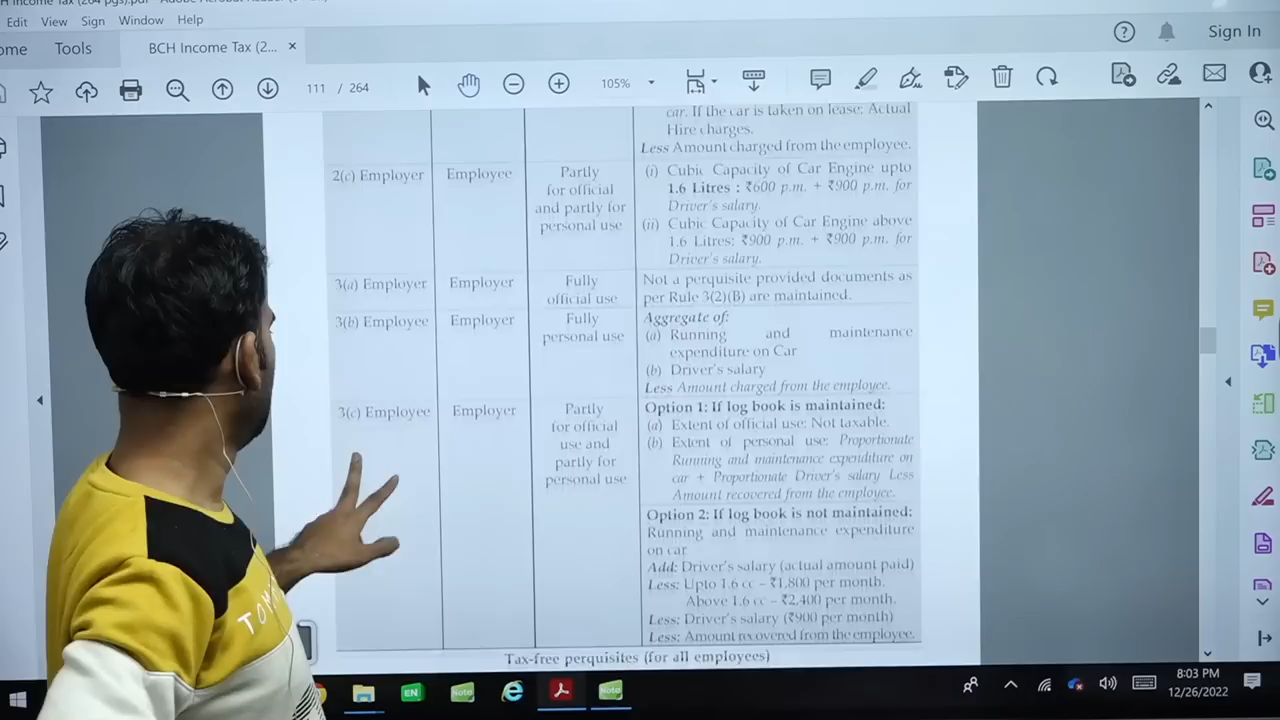 Edit View Sign Window Help
Tools
BCH Income Tax (2... ×
Sign In
111 / 264
105%
car. If the car is taken on lease: Actual
Hire charges.
Less Amount charged from the employee.
2(c) Employer
Employee
Partly
for official
and partly for
personal use
(i) Cubic Capacity of Car Engine upto
1.6 Litres : ₹600 p.m. + ₹900 p.m. for
Driver's salary.
(ii) Cubic Capacity of Car Engine above
1.6 Litres: ₹900 p.m. + ₹900 p.m. for
Driver's salary.
3(a) Employer
Employer
Fully
official use
Not a perquisite provided documents as
per Rule 3(2)(B) are maintained.
3(b) Employee
Employer
Fully
personal use
Aggregate of:
(a) Running and maintenance
expenditure on Car
(b) Driver's salary
Less Amount charged from the employee.
3(c) Employee
Employer
Partly
for official
use and
partly for
personal use
Option 1: If log book is maintained:
(a) Extent of official use: Not taxable.
(b) Extent of personal use: Proportionate
Running and maintenance expenditure on
car + Proportionate Driver's salary Less
Amount recovered from the employee.
Option 2: If log book is not maintained:
Running and maintenance expenditure
on car
Add: Driver's salary (actual amount paid)
Less: Upto 1.6 cc – ₹1,800 per month.
Above 1.6 cc – ₹2,400 per month.
Less: Driver's salary (₹900 per month)
Less: Amount recovered from the employee.
Tax-free perquisites (for all employees)
EN
Note
Note
8:03 PM
12/26/2022